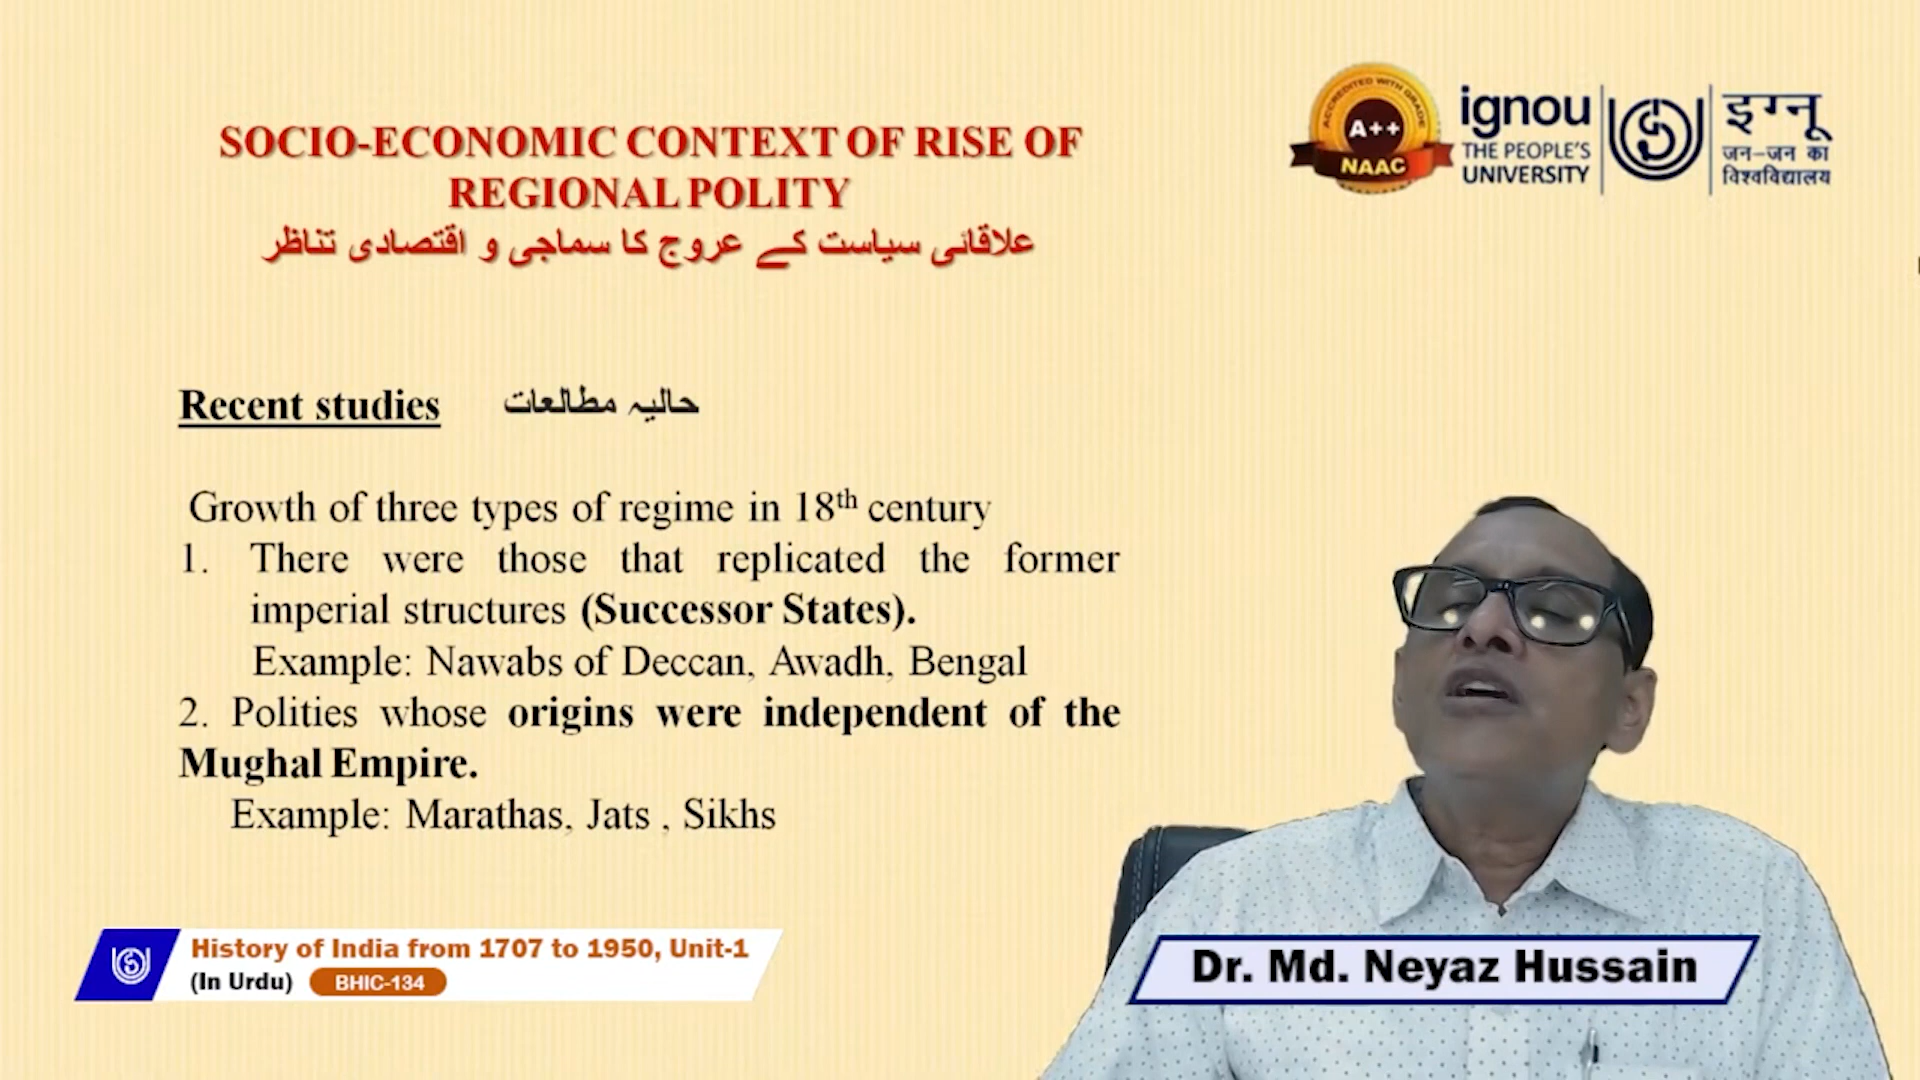 SOCIO-ECONOMIC CONTEXT OF RISE OF
REGIONAL POLITY
علاقائی سیاست کے عروج کا سماجی و اقتصادی تناظر
ACCREDITED WITH GRADE
A++
NAAC
ignou
THE PEOPLE'S
UNIVERSITY
इग्नू
जन-जन का
विश्वविद्यालय
Recent studies حالیہ مطالعات
Growth of three types of regime in 18th century
1. There were those that replicated the former
imperial structures (Successor States).
Example: Nawabs of Deccan, Awadh, Bengal
2. Polities whose origins were independent of the
Mughal Empire.
Example: Marathas, Jats , Sikhs
History of India from 1707 to 1950, Unit-1
(In Urdu) BHIC-134
Dr. Md. Neyaz Hussain